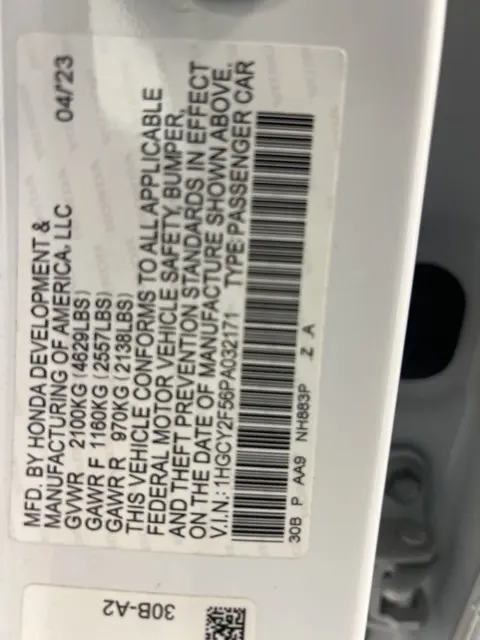 MFD. BY HONDA DEVELOPMENT &
MANUFACTURING OF AMERICA, LLC 04/'23
GVWR 2100KG (4629LBS)
GAWR F 1160KG (2557LBS)
GAWR R 970KG (2138LBS)
THIS VEHICLE CONFORMS TO ALL APPLICABLE
FEDERAL MOTOR VEHICLE SAFETY, BUMPER,
AND THEFT PREVENTION STANDARDS IN EFFECT
ON THE DATE OF MANUFACTURE SHOWN ABOVE.
V.I.N.: 1HGCY2F56PA032171 TYPE:PASSENGER CAR
30B P AA9 NH883P Z A
30B-A2